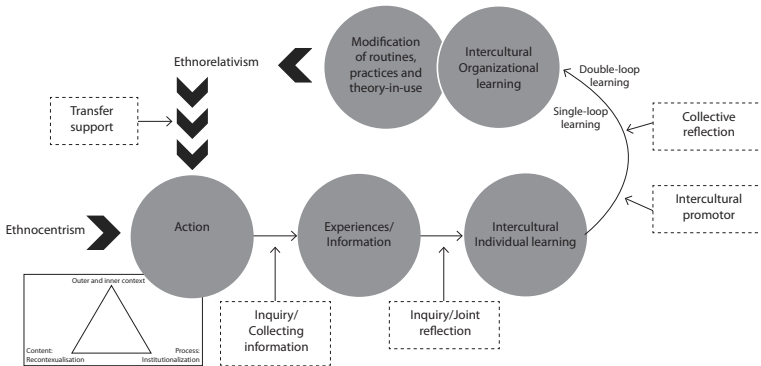 Modification
of routines,
practices and
theory-in-use
Intercultural
Organizational
learning
Ethnorelativism
Double-loop
learning
Single-loop
learning
Transfer
support
Collective
reflection
Intercultural
promotor
Ethnocentrism
Action
Experiences/
Information
Intercultural
Individual learning
Outer and inner context
Content:
Recontexualisation
Process:
Institutionalization
Inquiry/
Collecting
information
Inquiry/Joint
reflection